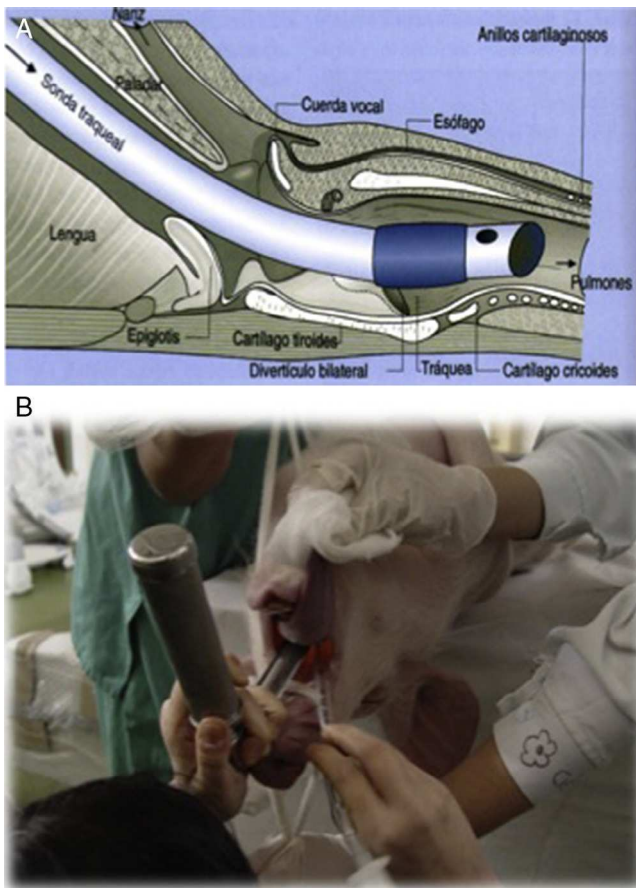 A
Nariz
Anillos cartilaginosos
Paladar
Sonda traqueal
Cuerda vocal
Esófago
Lengua
Pulmones
Epiglotis
Cartílago tiroides
Divertículo bilateral
Tráquea
Cartílago cricoides
B